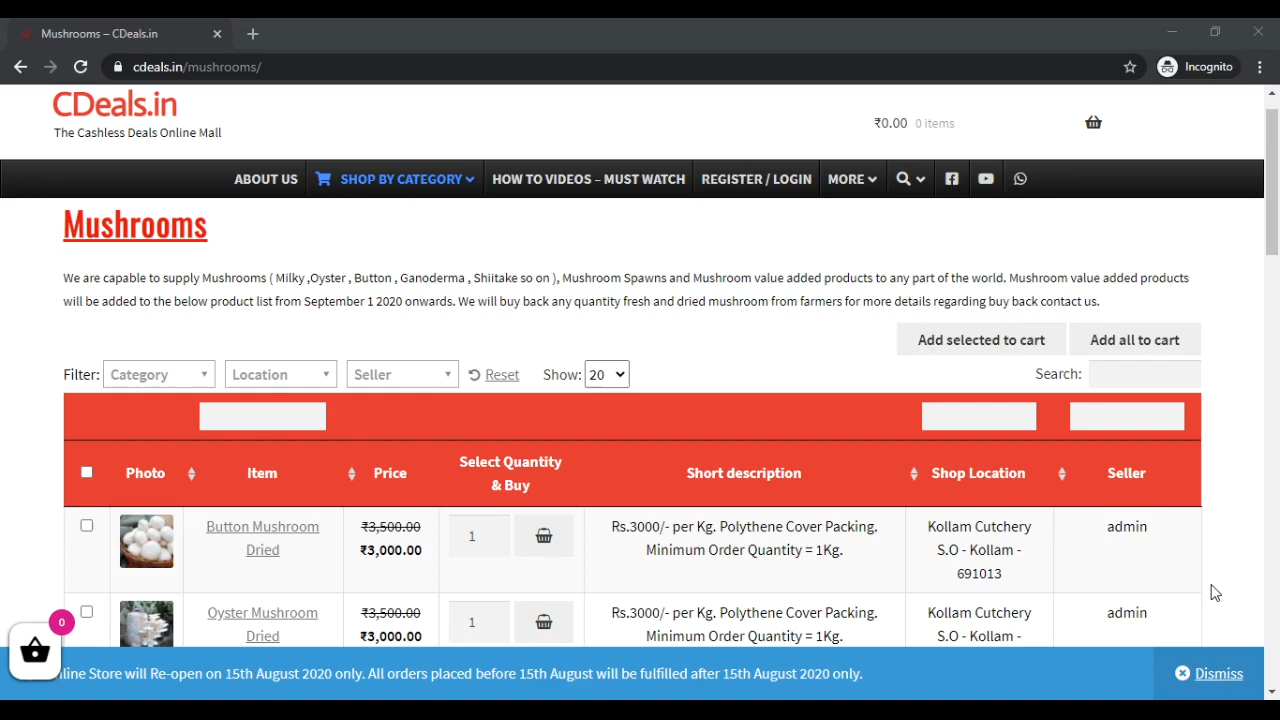 Mushrooms – CDeals.in
cdeals.in/mushrooms/
Incognito
CDeals.in
The Cashless Deals Online Mall
₹0.00 0 items
ABOUT US SHOP BY CATEGORY HOW TO VIDEOS – MUST WATCH REGISTER / LOGIN MORE
Mushrooms
We are capable to supply Mushrooms ( Milky ,Oyster , Button , Ganoderma , Shiitake so on ), Mushroom Spawns and Mushroom value added products to any part of the world. Mushroom value added products
will be added to the below product list from September 1 2020 onwards. We will buy back any quantity fresh and dried mushroom from farmers for more details regarding buy back contact us.
Add selected to cart Add all to cart
Filter: Category Location Seller Reset Show: 20 Search:
Photo Item Price Select Quantity & Buy Short description Shop Location Seller
Button Mushroom ₹3,500.00 1 Rs.3000/- per Kg. Polythene Cover Packing. Kollam Cutchery admin
Dried ₹3,000.00 Minimum Order Quantity = 1Kg. S.O - Kollam -
691013
Oyster Mushroom ₹3,500.00 1 Rs.3000/- per Kg. Polythene Cover Packing. Kollam Cutchery admin
Dried ₹3,000.00 Minimum Order Quantity = 1Kg. S.O - Kollam -
0
Store will Re-open on 15th August 2020 only. All orders placed before 15th August will be fulfilled after 15th August 2020 only. Dismiss